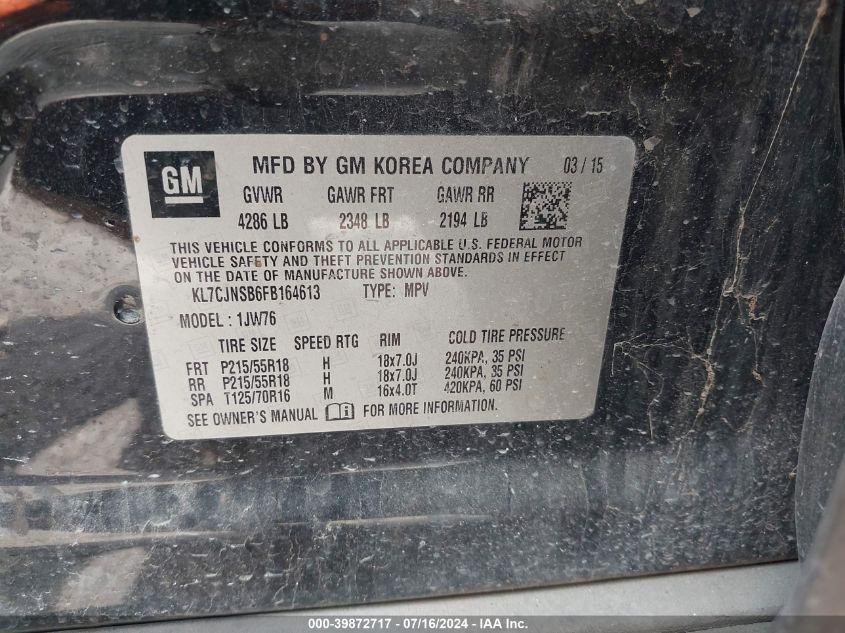 GM
MFD BY GM KOREA COMPANY 03 / 15
GVWR GAWR FRT GAWR RR
4286 LB 2348 LB 2194 LB
THIS VEHICLE CONFORMS TO ALL APPLICABLE U.S. FEDERAL MOTOR
VEHICLE SAFETY AND THEFT PREVENTION STANDARDS IN EFFECT
ON THE DATE OF MANUFACTURE SHOWN ABOVE.
KL7CJNSB6FB164613 TYPE: MPV
MODEL : 1JW76
TIRE SIZE SPEED RTG RIM COLD TIRE PRESSURE
FRT P215/55R18 H 18x7.0J 240KPA, 35 PSI
RR P215/55R18 H 18x7.0J 240KPA, 35 PSI
SPA T125/70R16 M 16x4.0T 420KPA, 60 PSI
SEE OWNER'S MANUAL FOR MORE INFORMATION.
000-39872717 - 07/16/2024 - IAA Inc.